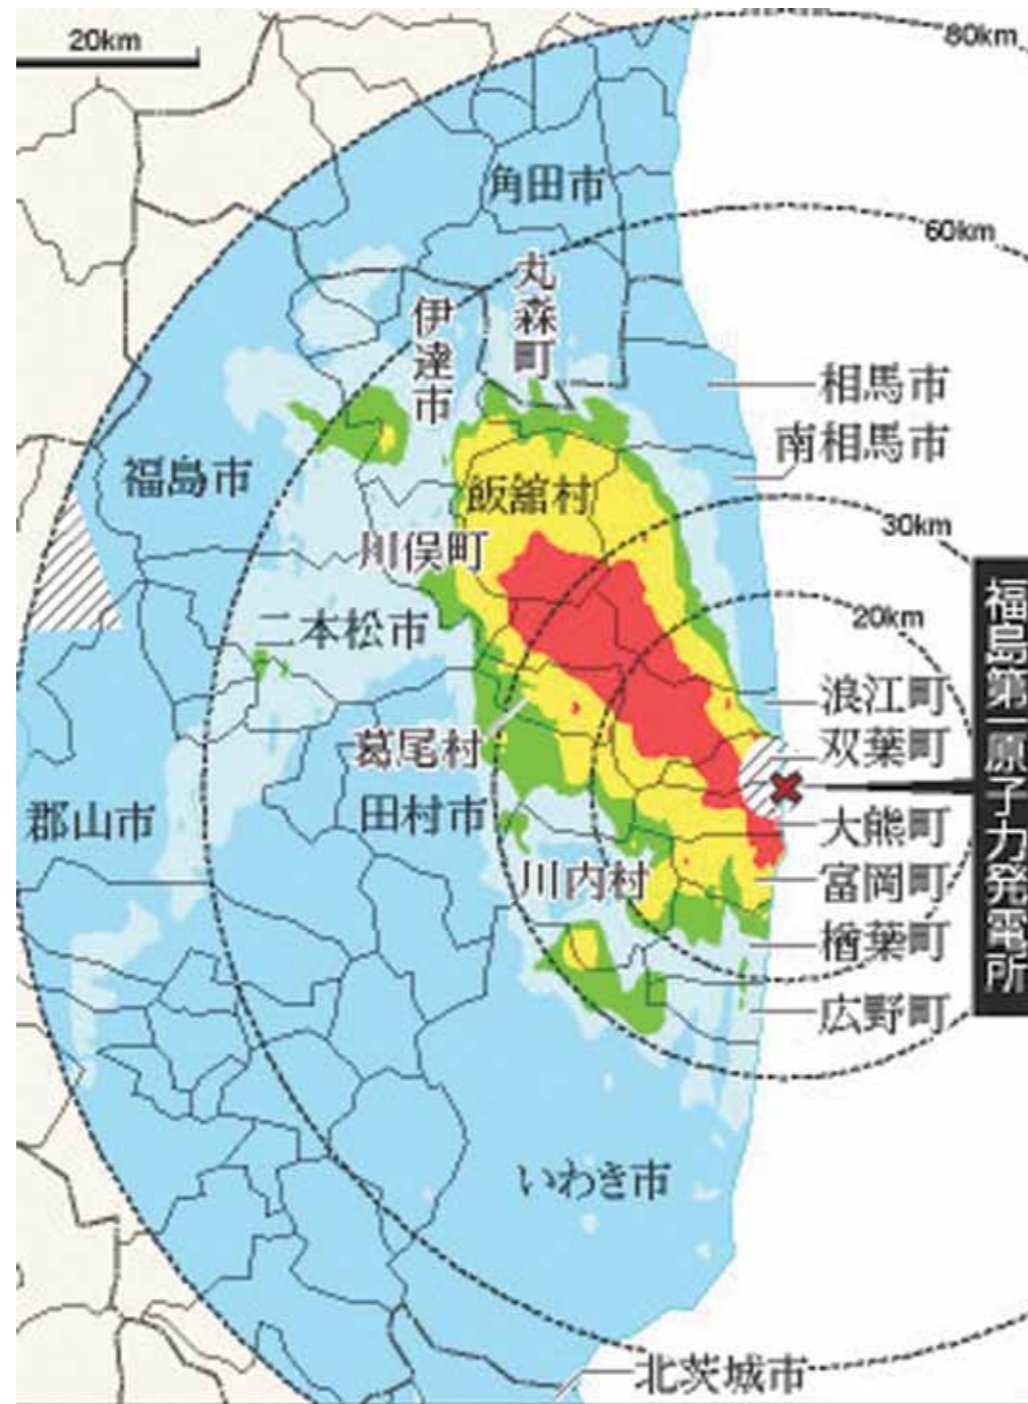 20km
80km
角田市
60km
丸森町
伊達市
相馬市
南相馬市
福島市
飯舘村
30km
川俣町
二本松市
20km
福島第一原子力発電所
浪江町
葛尾村
双葉町
郡山市
田村市
大熊町
川内村
富岡町
楢葉町
広野町
いわき市
北茨城市